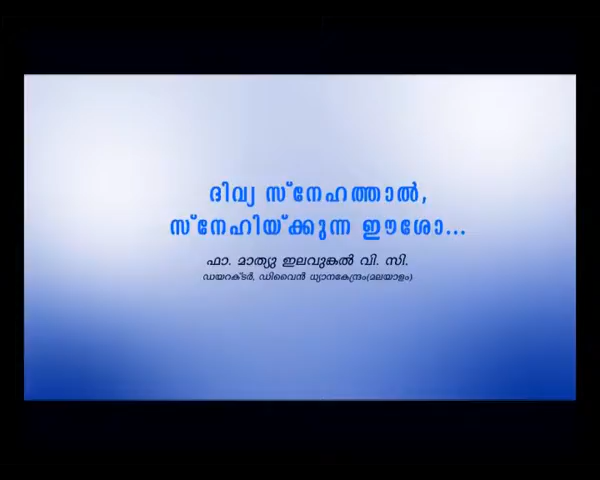 ദിവ്യ സ്നേഹത്താൽ,
സ്നേഹിയ്ക്കുന്ന ഈശോ...
ഫാ. മാത്യു ഇലവുങ്കൽ വി. സി.
ഡയറക്ടർ, ഡിവൈൻ ധ്യാനകേന്ദ്രം(മലയാളം)